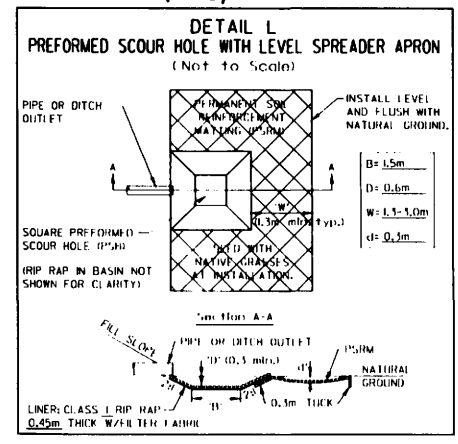 DETAIL L
PREFORMED SCOUR HOLE WITH LEVEL SPREADER APRON
(Not to Scale)
PIPE OR DITCH
OUTLET
PERMANENT SOIL
REINFORCEMENT
MATTING (PSRM)
INSTALL LEVEL
AND FLUSH WITH
NATURAL GROUND.
A
A
B= 1.5m
D= 0.6m
W= 1.3-3.0m
d= 0.3m
'W'
(1.3m min.typ.)
SQUARE PREFORMED
SCOUR HOLE (PSH)
(RIP RAP IN BASIN NOT
SHOWN FOR CLARITY)
WITH
NATIVE GRASSES
AT INSTALLATION.
Section A-A
FILL SLOPE
PIPE OR DITCH OUTLET
'D' (0.3 min.)
'd'
PSRM
NATURAL
GROUND
'B'
0.3m TUCK
LINER: CLASS I RIP RAP
0.45m THICK W/FILTER FABRIC